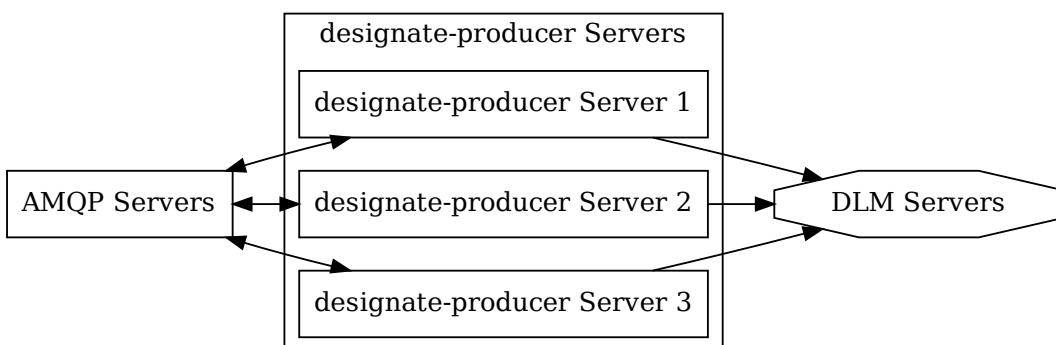 designate-producer Servers
designate-producer Server 1
AMQP Servers
designate-producer Server 2
DLM Servers
designate-producer Server 3